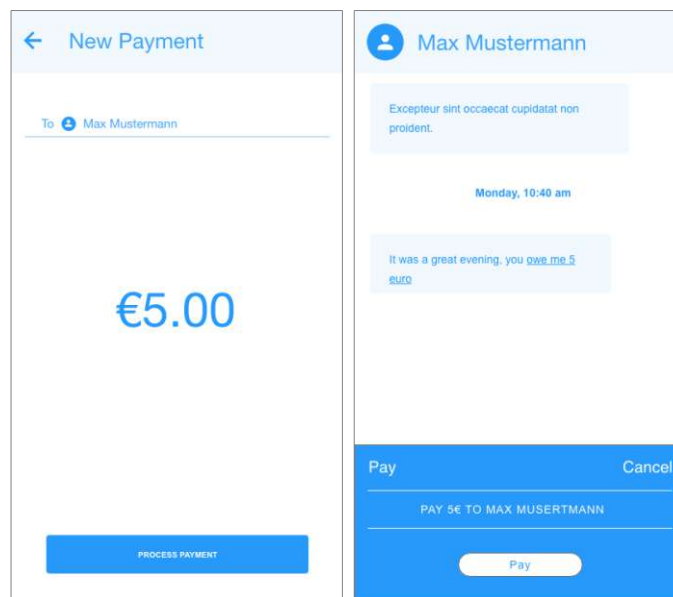 New Payment
To Max Mustermann
€5.00
PROCESS PAYMENT
Max Mustermann
Excepteur sint occaecat cupidatat non
proident.
Monday, 10:40 am
It was a great evening, you owe me 5
euro
Pay Cancel
PAY 5€ TO MAX MUSERTMANN
Pay